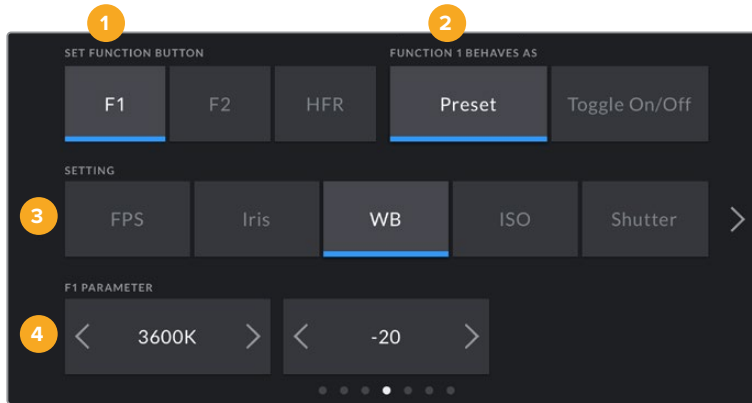 1 2
SET FUNCTION BUTTON FUNCTION 1 BEHAVES AS
F1 F2 HFR Preset Toggle On/Off
SETTING
3 FPS Iris WB ISO Shutter
F1 PARAMETER
4 3600K -20